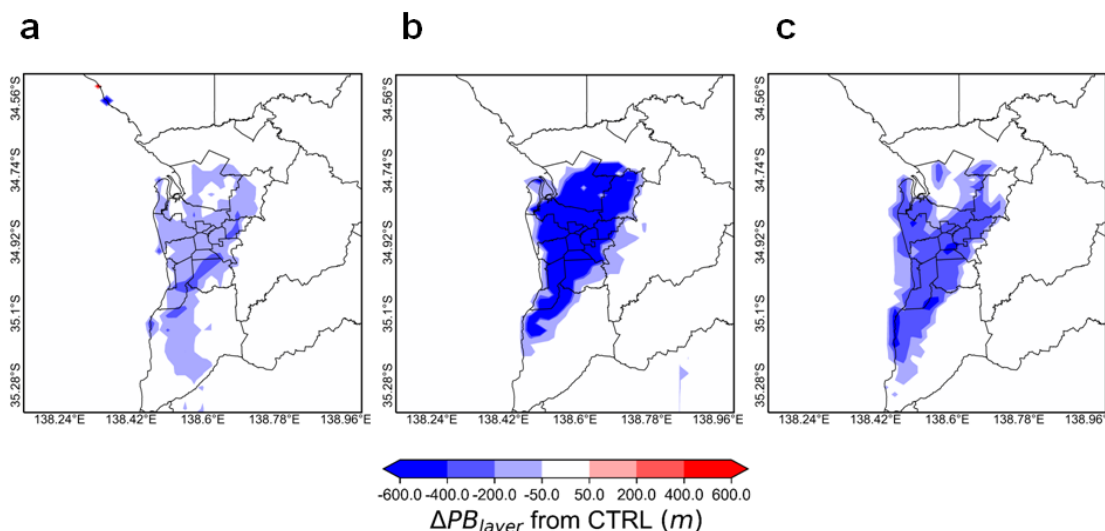 a b c
34.56°S 34.56°S 34.56°S
34.74°S 34.74°S 34.74°S
34.92°S 34.92°S 34.92°S
35.1°S 35.1°S 35.1°S
35.28°S 35.28°S 35.28°S
138.24°E 138.42°E 138.6°E 138.78°E 138.96°E 138.24°E 138.42°E 138.6°E 138.78°E 138.96°E 138.24°E 138.42°E 138.6°E 138.78°E 138.96°E
-600.0 -400.0 -200.0 -50.0 50.0 200.0 400.0 600.0
ΔPB_layer from CTRL (m)